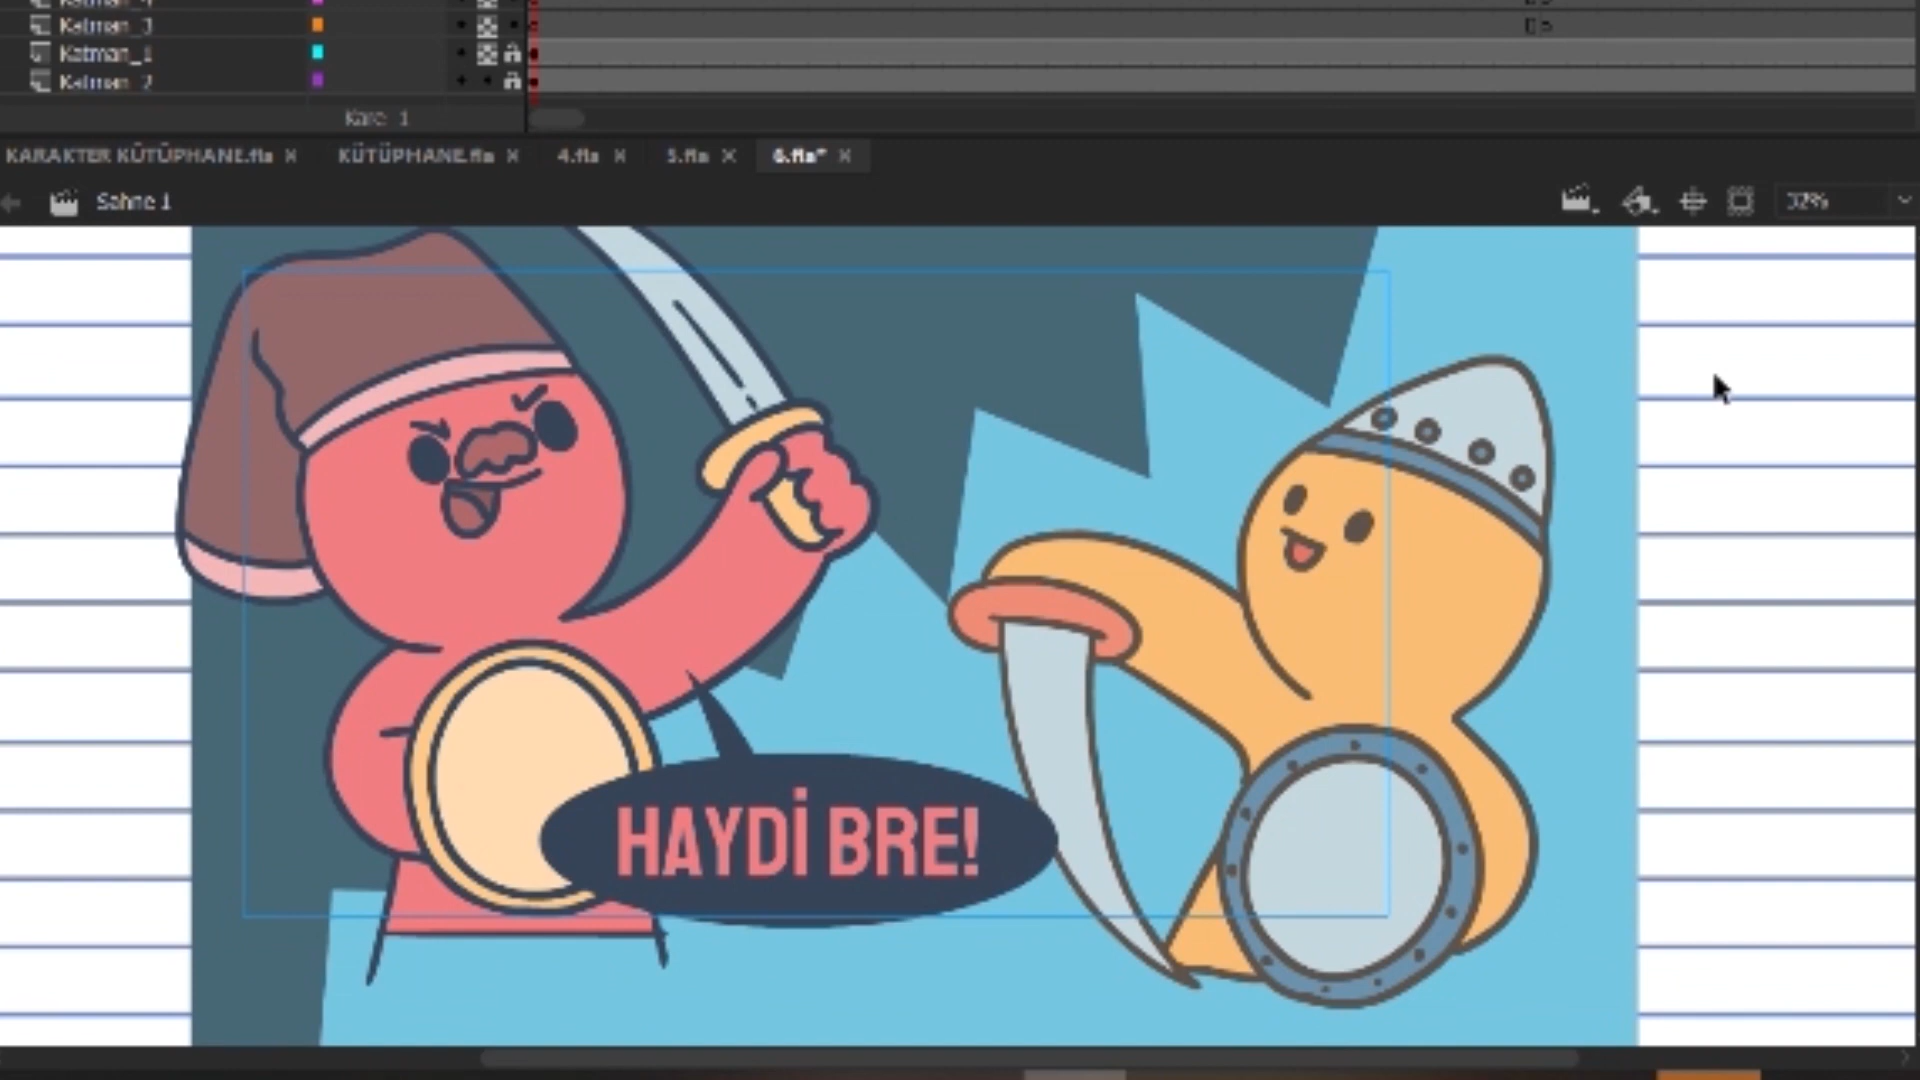 Katman_3
Katman_1
Katman_2
Kare 1
KARAKTER KÜTÜPHANE.fla
KÜTÜPHANE.fla
4.fla
5.fla
6.fla*
Sahne 1
32%
HAYDİ BRE!